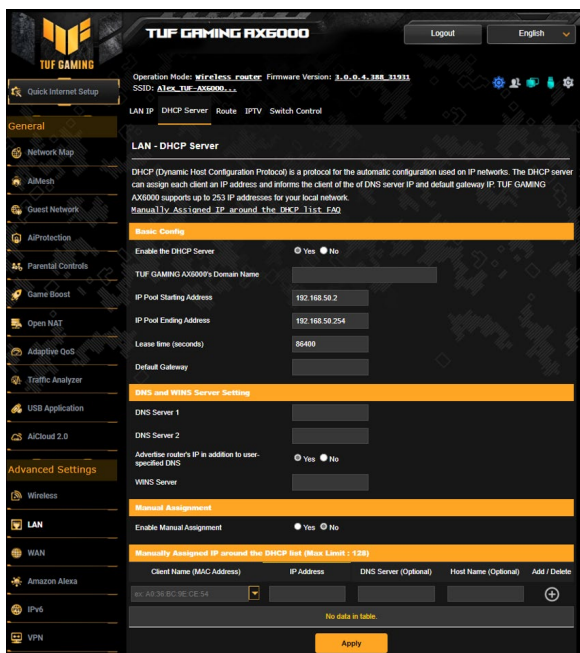 TUF GAMING AX6000
Logout
English
TUF GAMING
Operation Mode: Wireless router Firmware Version: 3.0.0.4.388_31931
SSID: Alex_TUF-AX6000...
Quick Internet Setup
LAN IP DHCP Server Route IPTV Switch Control
General
Network Map
AiMesh
Guest Network
AiProtection
Parental Controls
Game Boost
Open NAT
Adaptive QoS
Traffic Analyzer
USB Application
AiCloud 2.0
Advanced Settings
Wireless
LAN
WAN
Amazon Alexa
IPv6
VPN
LAN - DHCP Server
DHCP (Dynamic Host Configuration Protocol) is a protocol for the automatic configuration used on IP networks. The DHCP server
can assign each client an IP address and informs the client of the of DNS server IP and default gateway IP. TUF GAMING
AX6000 supports up to 253 IP addresses for your local network.
Manually Assigned IP around the DHCP list FAQ
Basic Config
Enable the DHCP Server Yes No
TUF GAMING AX6000's Domain Name
IP Pool Starting Address 192.168.50.2
IP Pool Ending Address 192.168.50.254
Lease time (seconds) 86400
Default Gateway
DNS and WINS Server Setting
DNS Server 1
DNS Server 2
Advertise router's IP in addition to user-
specified DNS Yes No
WINS Server
Manual Assignment
Enable Manual Assignment Yes No
Manually Assigned IP around the DHCP list (Max Limit : 128)
Client Name (MAC Address) IP Address DNS Server (Optional) Host Name (Optional) Add / Delete
ex: A0:36:BC:9E:CE:54
No data in table.
Apply